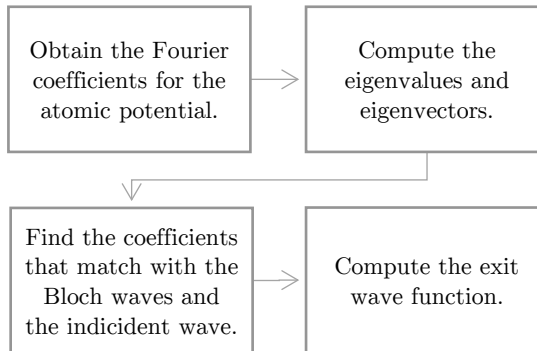 Obtain the Fourier
coefficients for the
atomic potential.
Compute the
eigenvalues and
eigenvectors.
Find the coefficients
that match with the
Bloch waves and
the indicident wave.
Compute the exit
wave function.